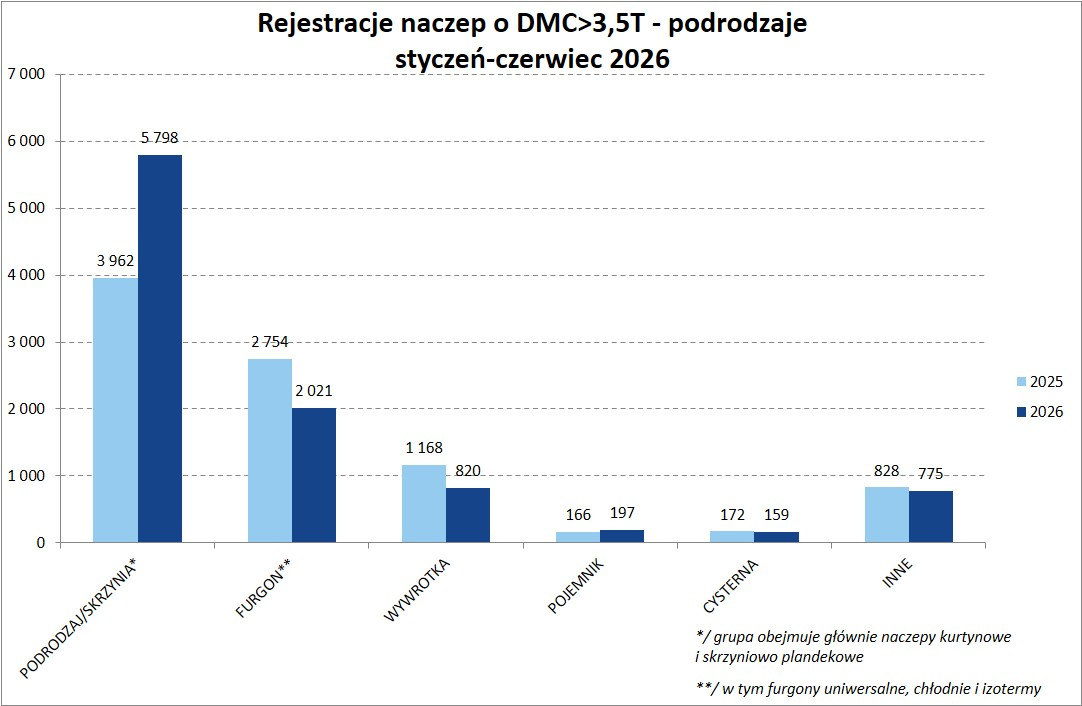 Rejestracje naczep o DMC>3,5T - podrodzaje
styczeń-czerwiec 2026
7 000
6 000
5 000
4 000
3 000
2 000
1 000
0
3 962
5 798
2 754
2 021
1 168
820
166
197
172
159
828
775
PODRODZAJ/SKRZYNIA*
FURGON**
WYWROTKA
POJEMNIK
CYSTERNA
INNE
2025
2026
*/ grupa obejmuje głównie naczepy kurtynowe
i skrzyniowo plandekowe
**/ w tym furgony uniwersalne, chłodnie i izotermy